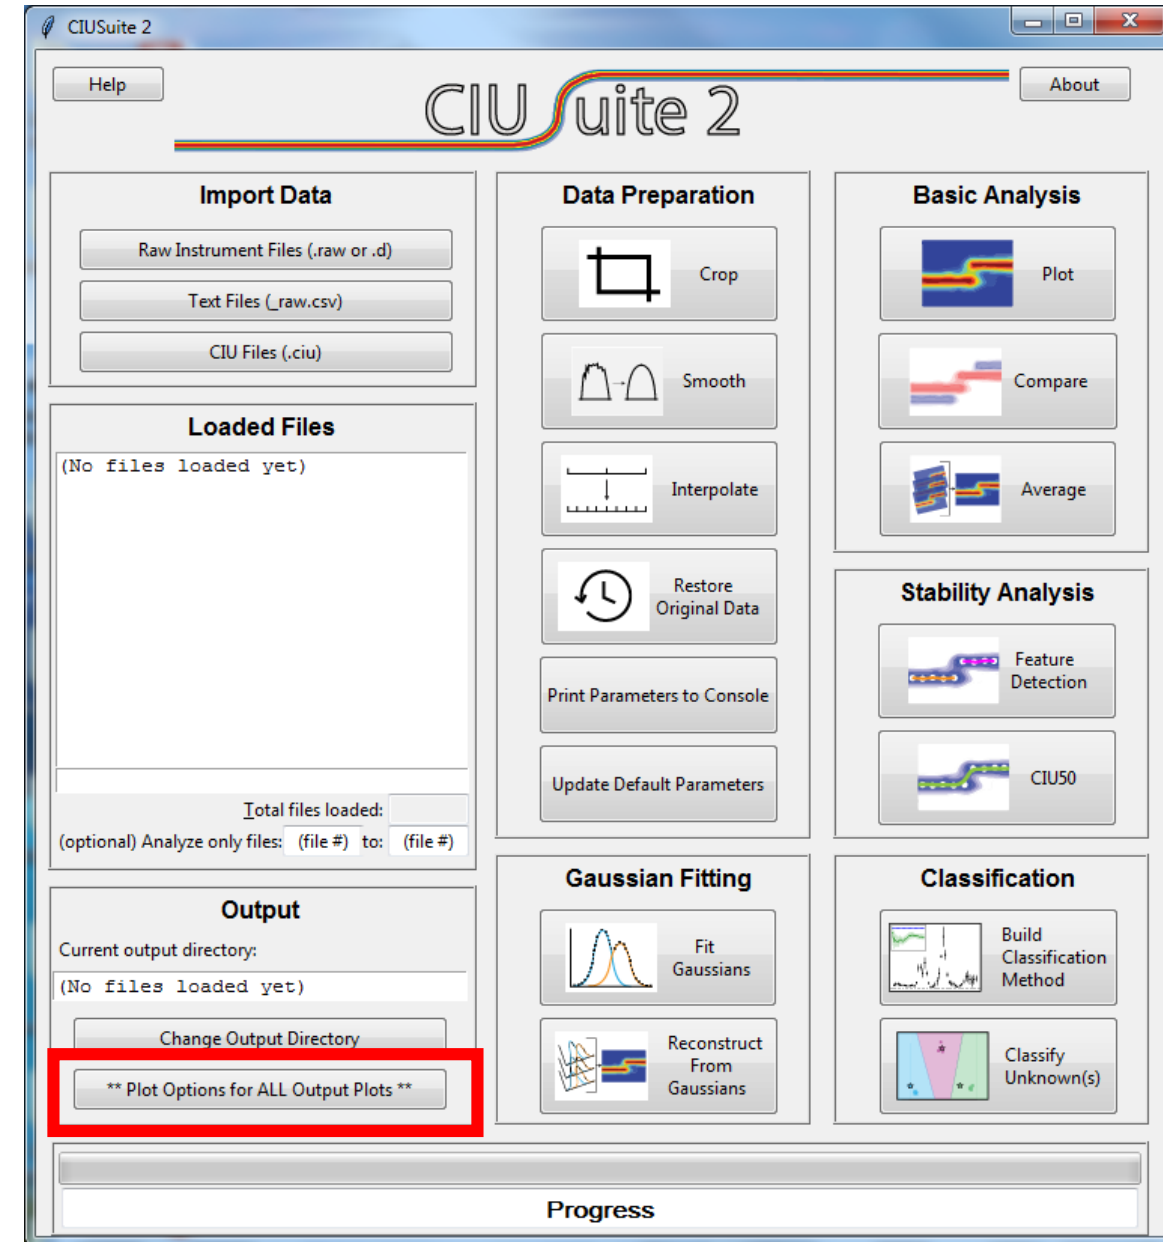 CIUSuite 2
Help
CIU Suite 2
About
Import Data
Raw Instrument Files (.raw or .d)
Text Files (_raw.csv)
CIU Files (.ciu)
Loaded Files
(No files loaded yet)
Total files loaded:
(optional) Analyze only files: (file #) to: (file #)
Output
Current output directory:
(No files loaded yet)
Change Output Directory
** Plot Options for ALL Output Plots **
Data Preparation
Crop
Smooth
Interpolate
Restore
Original Data
Print Parameters to Console
Update Default Parameters
Gaussian Fitting
Fit
Gaussians
Reconstruct
From
Gaussians
Basic Analysis
Plot
Compare
Average
Stability Analysis
Feature
Detection
CIU50
Classification
Build
Classification
Method
Classify
Unknown(s)
Progress